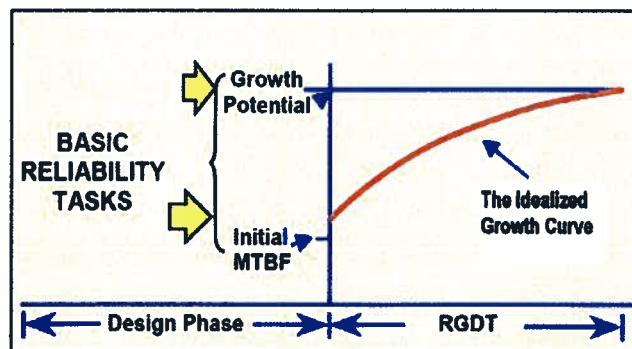 Growth
Potential
BASIC
RELIABILITY
TASKS
Initial
MTBF
The Idealized
Growth Curve
Design Phase
RGDT